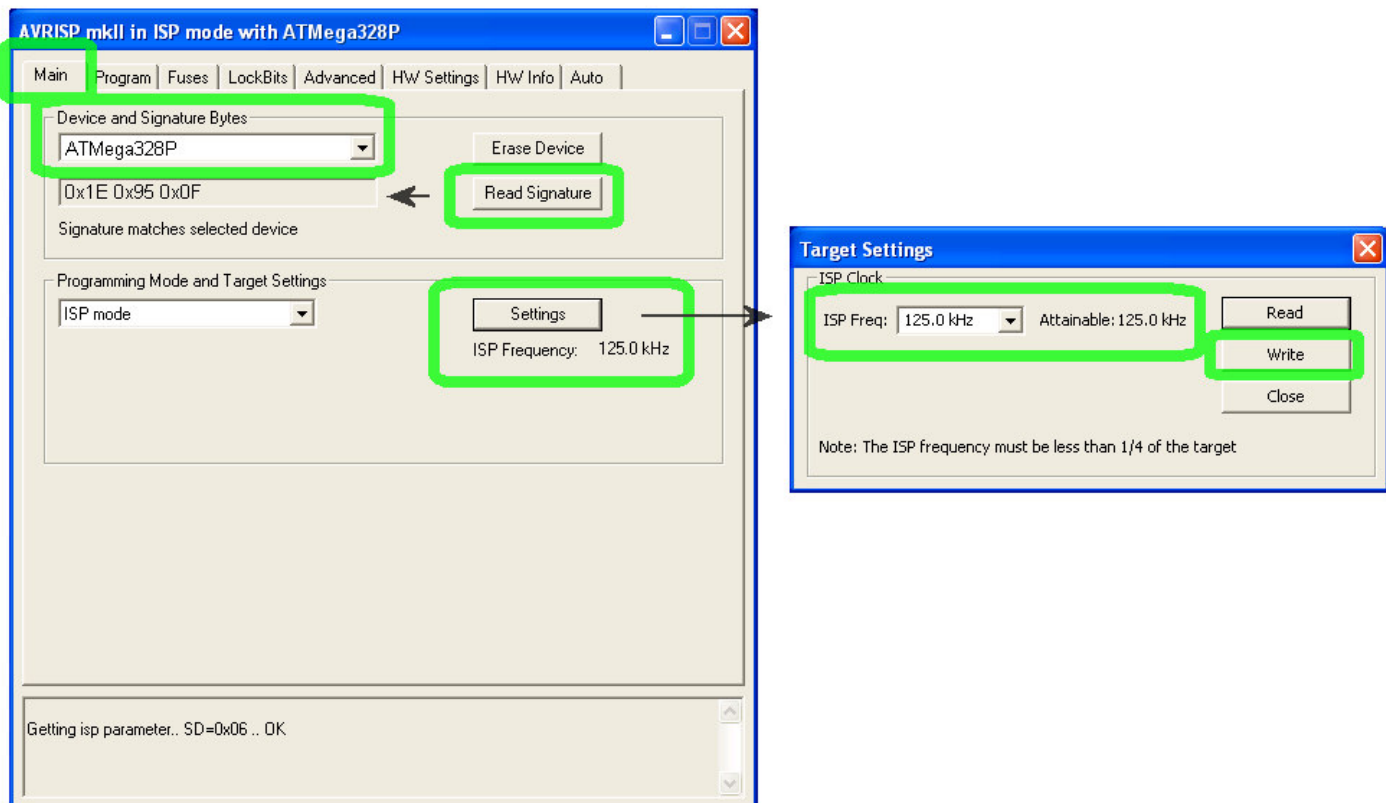 AVRISP mkII in ISP mode with ATMega328P
Main Program Fuses LockBits Advanced HW Settings HW Info Auto
Device and Signature Bytes
ATMega328P
Erase Device
0x1E 0x95 0x0F
Read Signature
Signature matches selected device
Programming Mode and Target Settings
ISP mode
Settings
ISP Frequency: 125.0 kHz
Getting isp parameter.. SD=0x06 .. OK
Target Settings
ISP Clock
ISP Freq: 125.0 kHz Attainable: 125.0 kHz
Read
Write
Close
Note: The ISP frequency must be less than 1/4 of the target